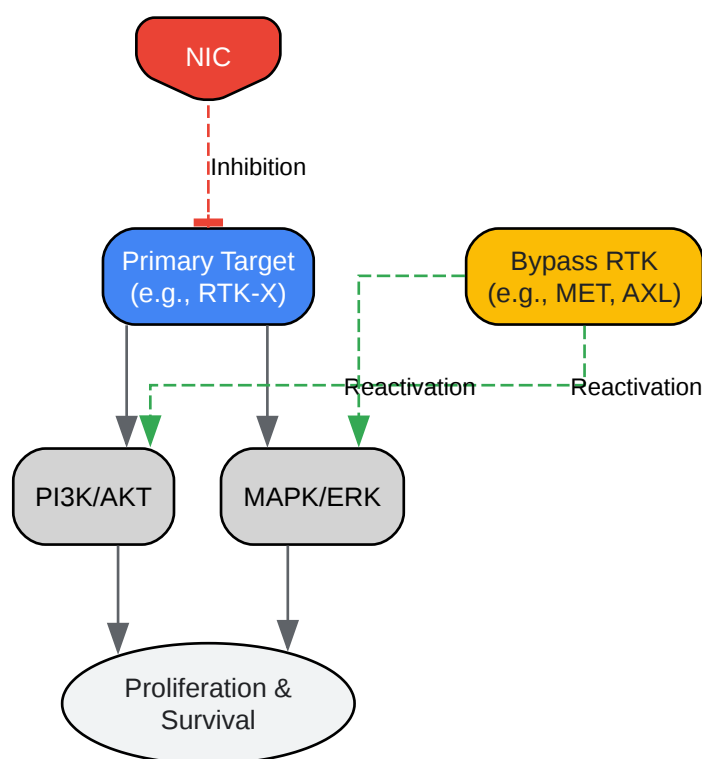 NIC
Inhibition
Primary Target
(e.g., RTK-X)
Bypass RTK
(e.g., MET, AXL)
Reactivation
Reactivation
PI3K/AKT
MAPK/ERK
Proliferation &
Survival